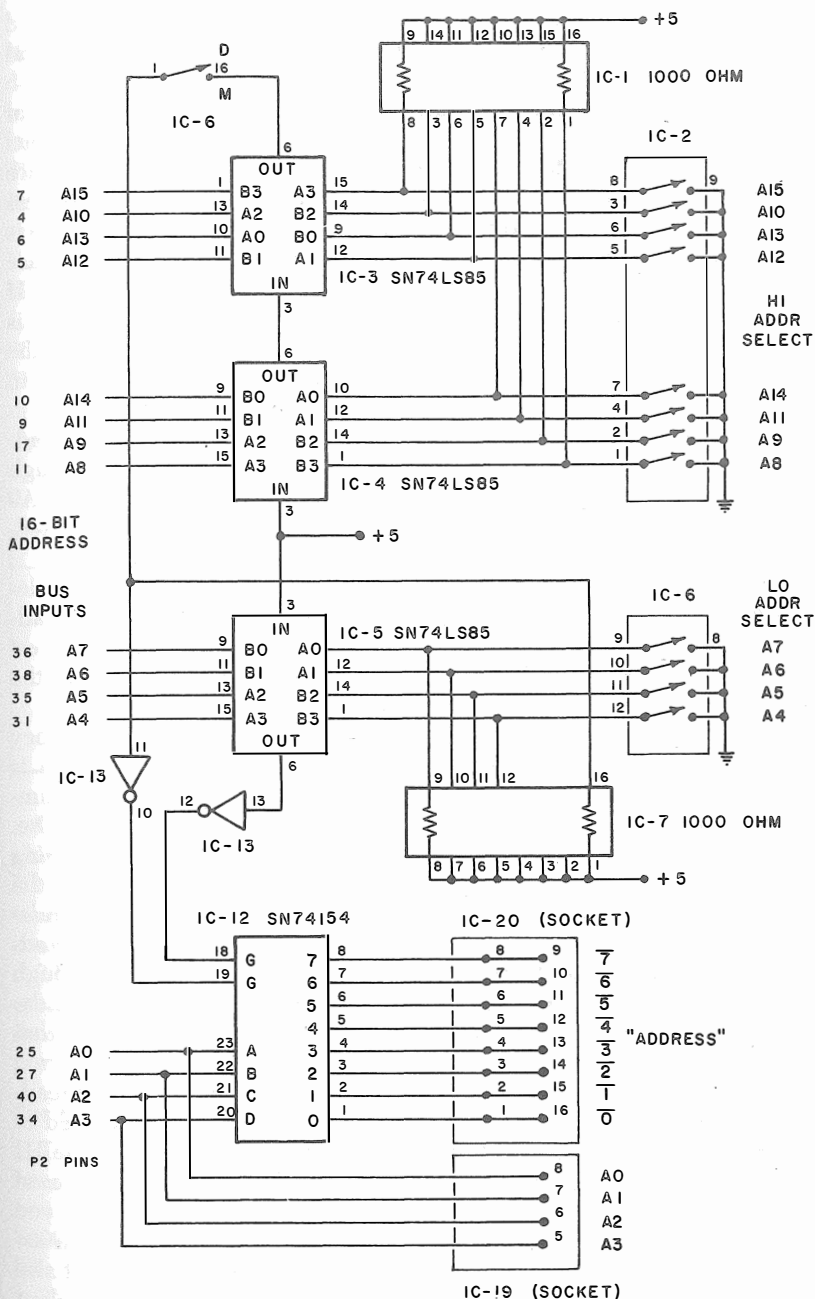 +5
9 14 11 12 10 13 15 16
IC-1 1000 OHM
8 3 6 5 7 4 2 1
D
1 16
M
IC-6
6
OUT
IC-2
7 A15 1 B3 A3 15 8 9 A15
4 A10 13 A2 B2 14 3 A10
6 A13 10 A0 B0 9 6 A13
5 A12 11 B1 A1 12 5 A12
IN
IC-3 SN74LS85
3
HI
ADDR
SELECT
6
OUT
10 A14 9 B0 A0 10 7 A14
9 A11 11 B1 A1 12 4 A11
17 A9 13 A2 B2 14 2 A9
11 A8 15 A3 B3 1 1 A8
IN
IC-4 SN74LS85
3
16-BIT
ADDRESS
+5
BUS
INPUTS
3
IN
IC-5 SN74LS85
IC-6
LO
ADDR
SELECT
36 A7 9 B0 A0 9 8 A7
38 A6 11 B1 A1 12 10 A6
35 A5 13 A2 B2 14 11 A5
31 A4 15 A3 B3 1 12 A4
OUT
6
11
IC-13
10
12 13
IC-13
9 10 11 12 16
IC-7 1000 OHM
8 7 6 5 4 3 2 1
+5
IC-12 SN74154
IC-20 (SOCKET)
18 G 7 8 8 9 7
19 G 6 7 7 10 6
5 6 6 11 5
4 5 5 12 4
"ADDRESS"
25 A0 23 A 3 4 4 13 3
27 A1 22 B 2 3 3 14 2
40 A2 21 C 1 2 2 15 1
34 A3 20 D 0 1 1 16 0
P2 PINS
8 A0
7 A1
6 A2
5 A3
IC-19 (SOCKET)